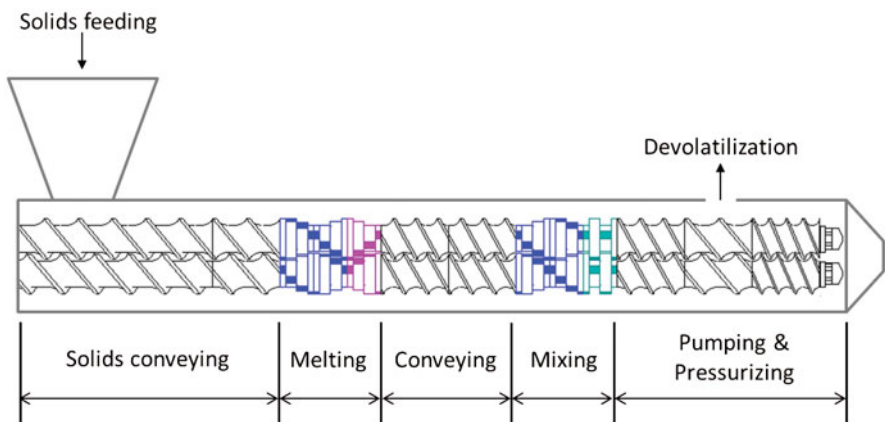 Solids feeding
Devolatilization
Solids conveying
Melting
Conveying
Mixing
Pumping &
Pressurizing